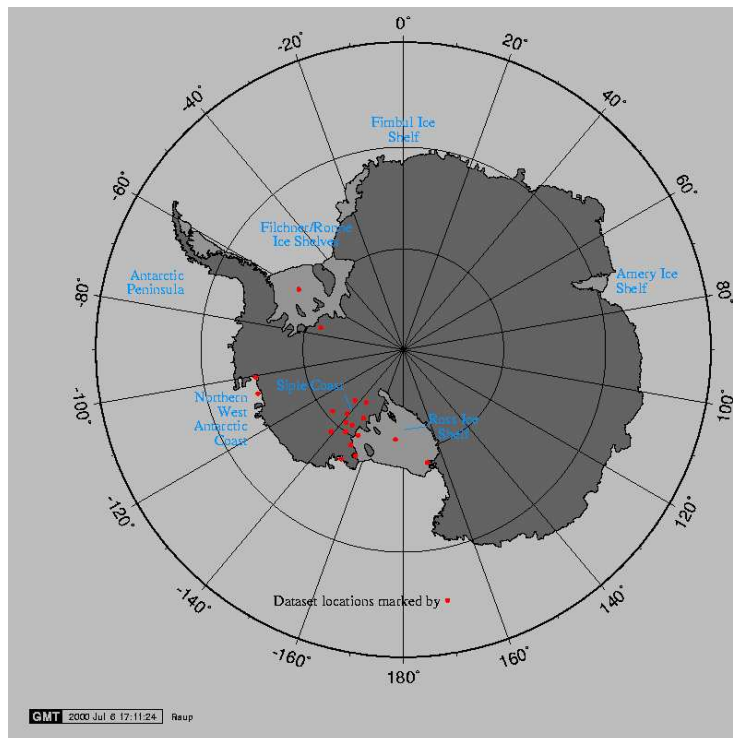 0°
-20°
20°
-40°
40°
Fimbul Ice
Shelf
-60°
60°
Filchner/Ronne
Ice Shelves
Antarctic
Peninsula
Amery Ice
Shelf
-80°
80°
Siple Coast
Northern
West
Antarctic
Coast
Ross Ice
Shelf
-100°
100°
-120°
120°
Dataset locations marked by
-140°
140°
-160°
160°
180°
GMT 2000 Jul 6 17:11:24 Raup